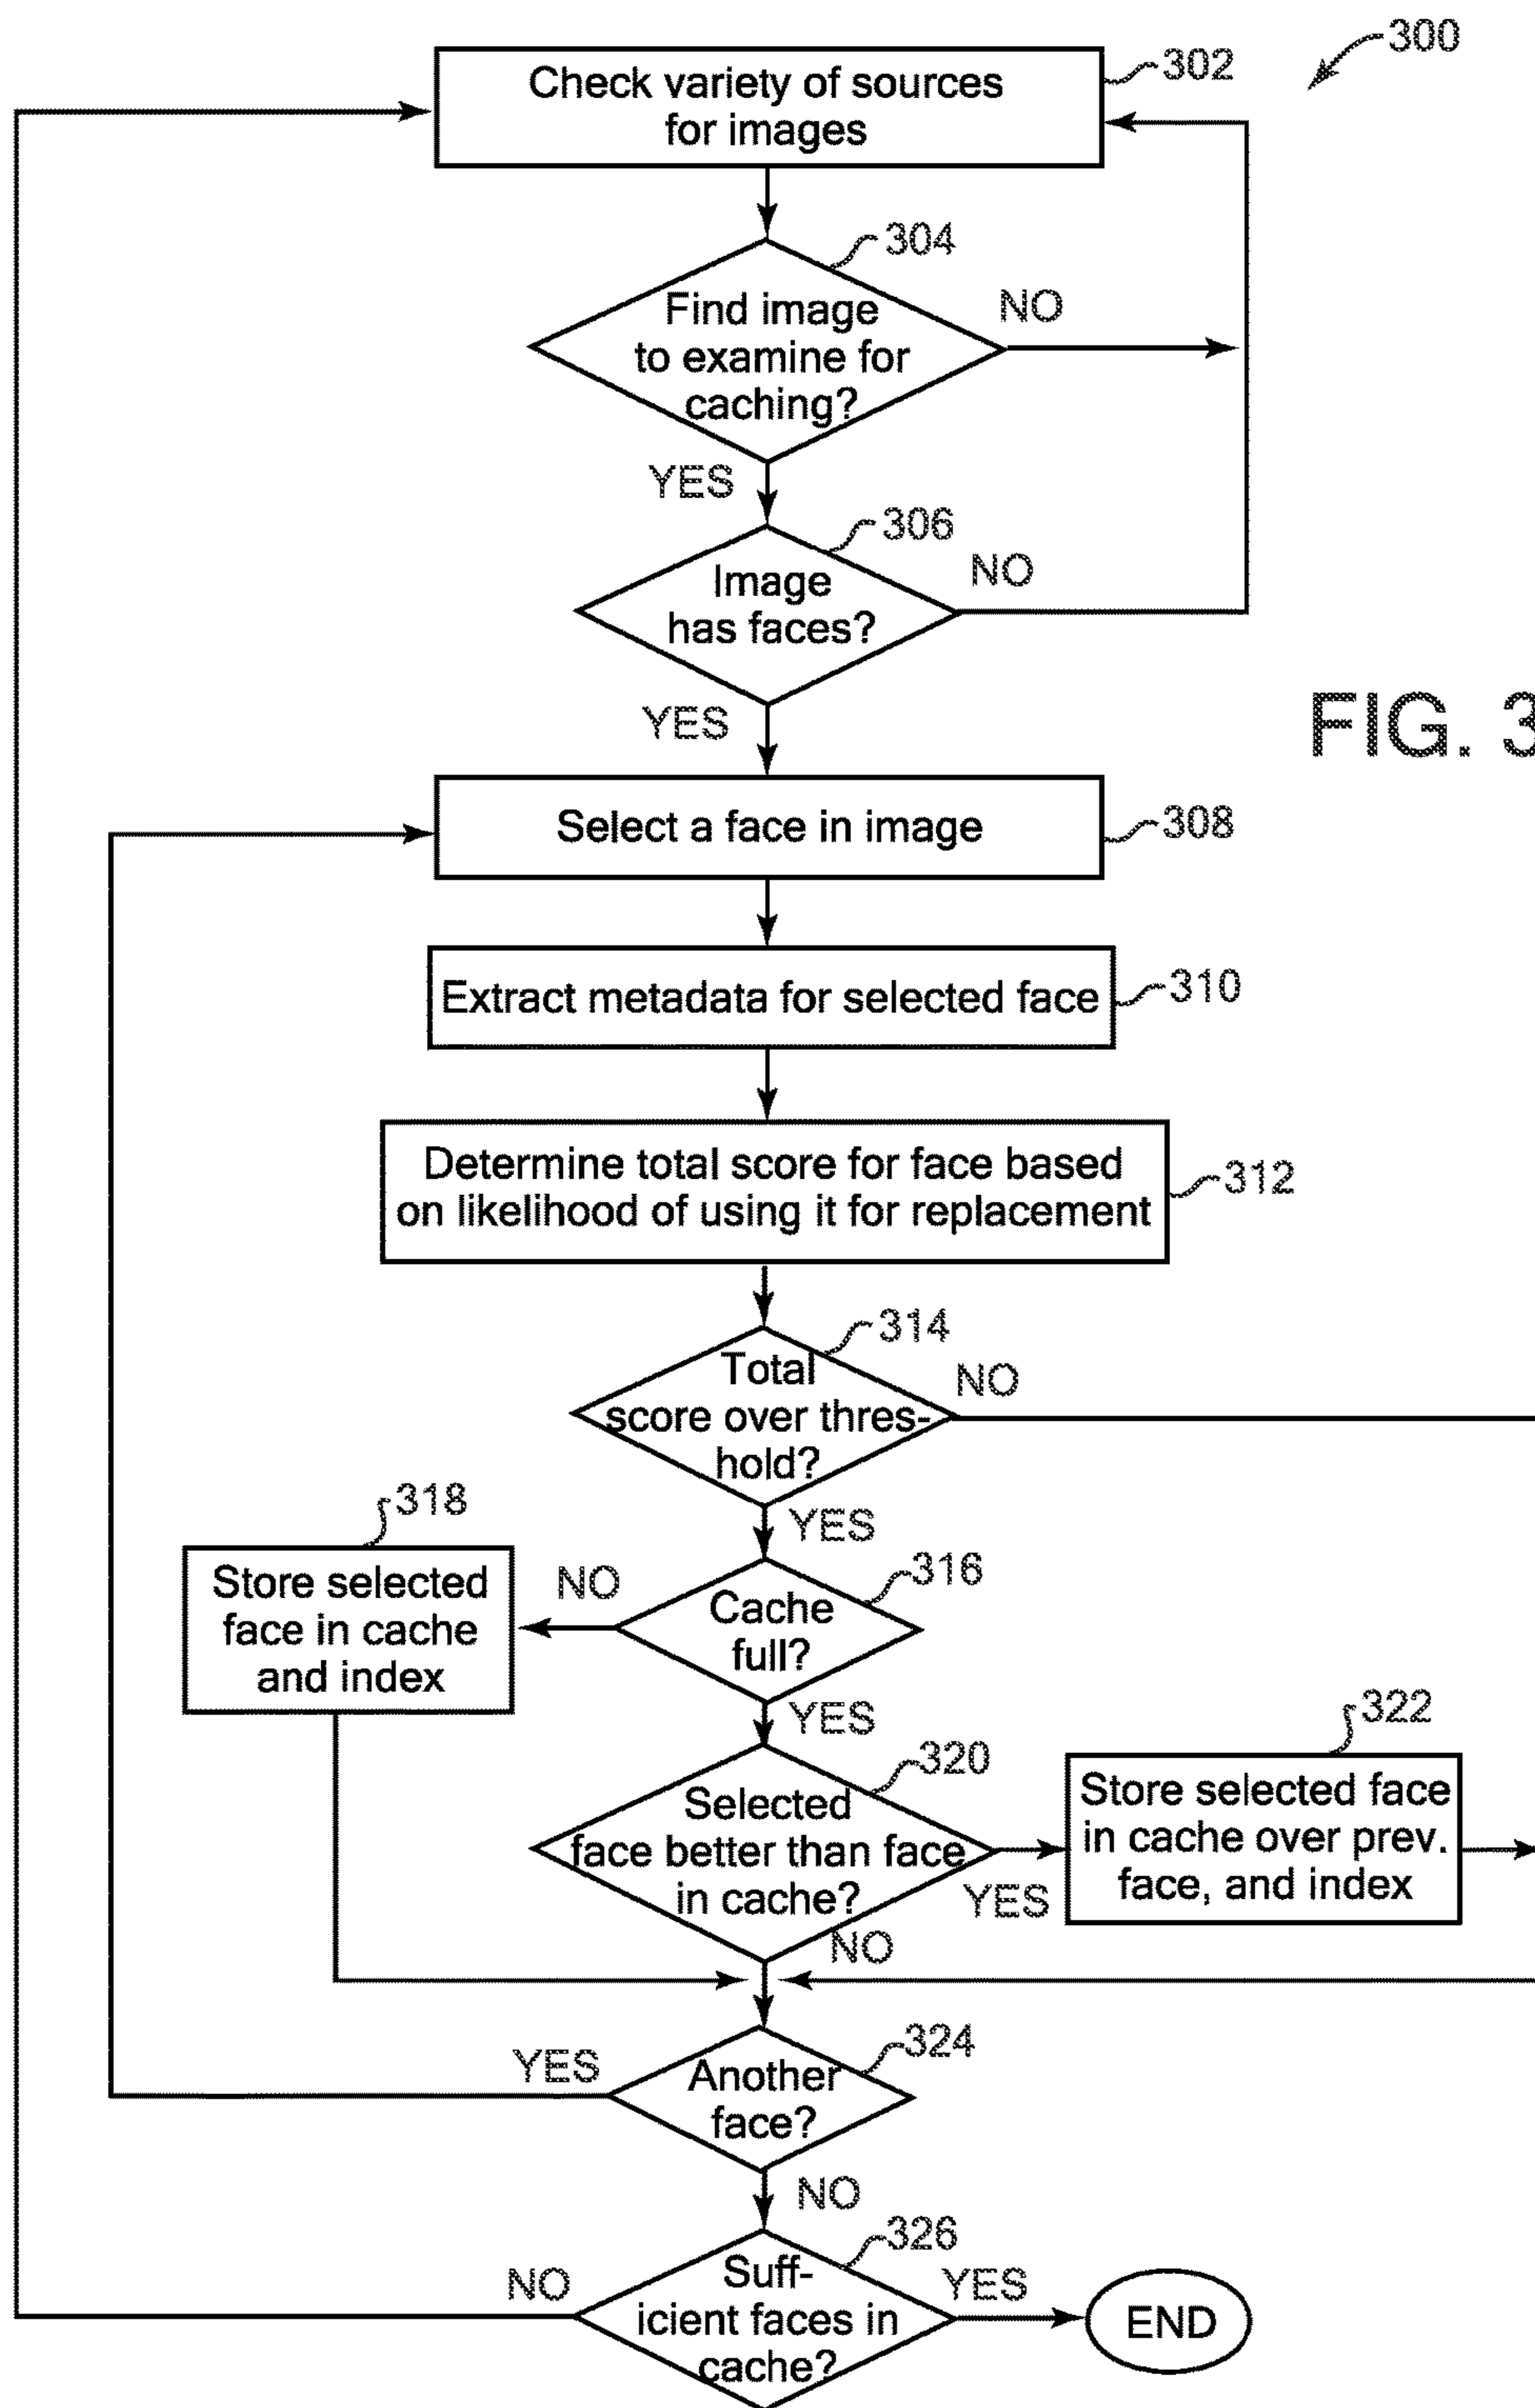 300
Check variety of sources
for images
302
304
Find image
to examine for
caching?
NO
YES
306
Image
has faces?
NO
YES
FIG. 3
Select a face in image
308
Extract metadata for selected face
310
Determine total score for face based
on likelihood of using it for replacement
312
314
Total
score over thres-
hold?
NO
YES
318
Store selected
face in cache
and index
NO
316
Cache
full?
YES
320
Selected
face better than face
in cache?
YES
NO
322
Store selected face
in cache over prev.
face, and index
324
Another
face?
YES
NO
326
Suff-
icient faces in
cache?
NO
YES
END